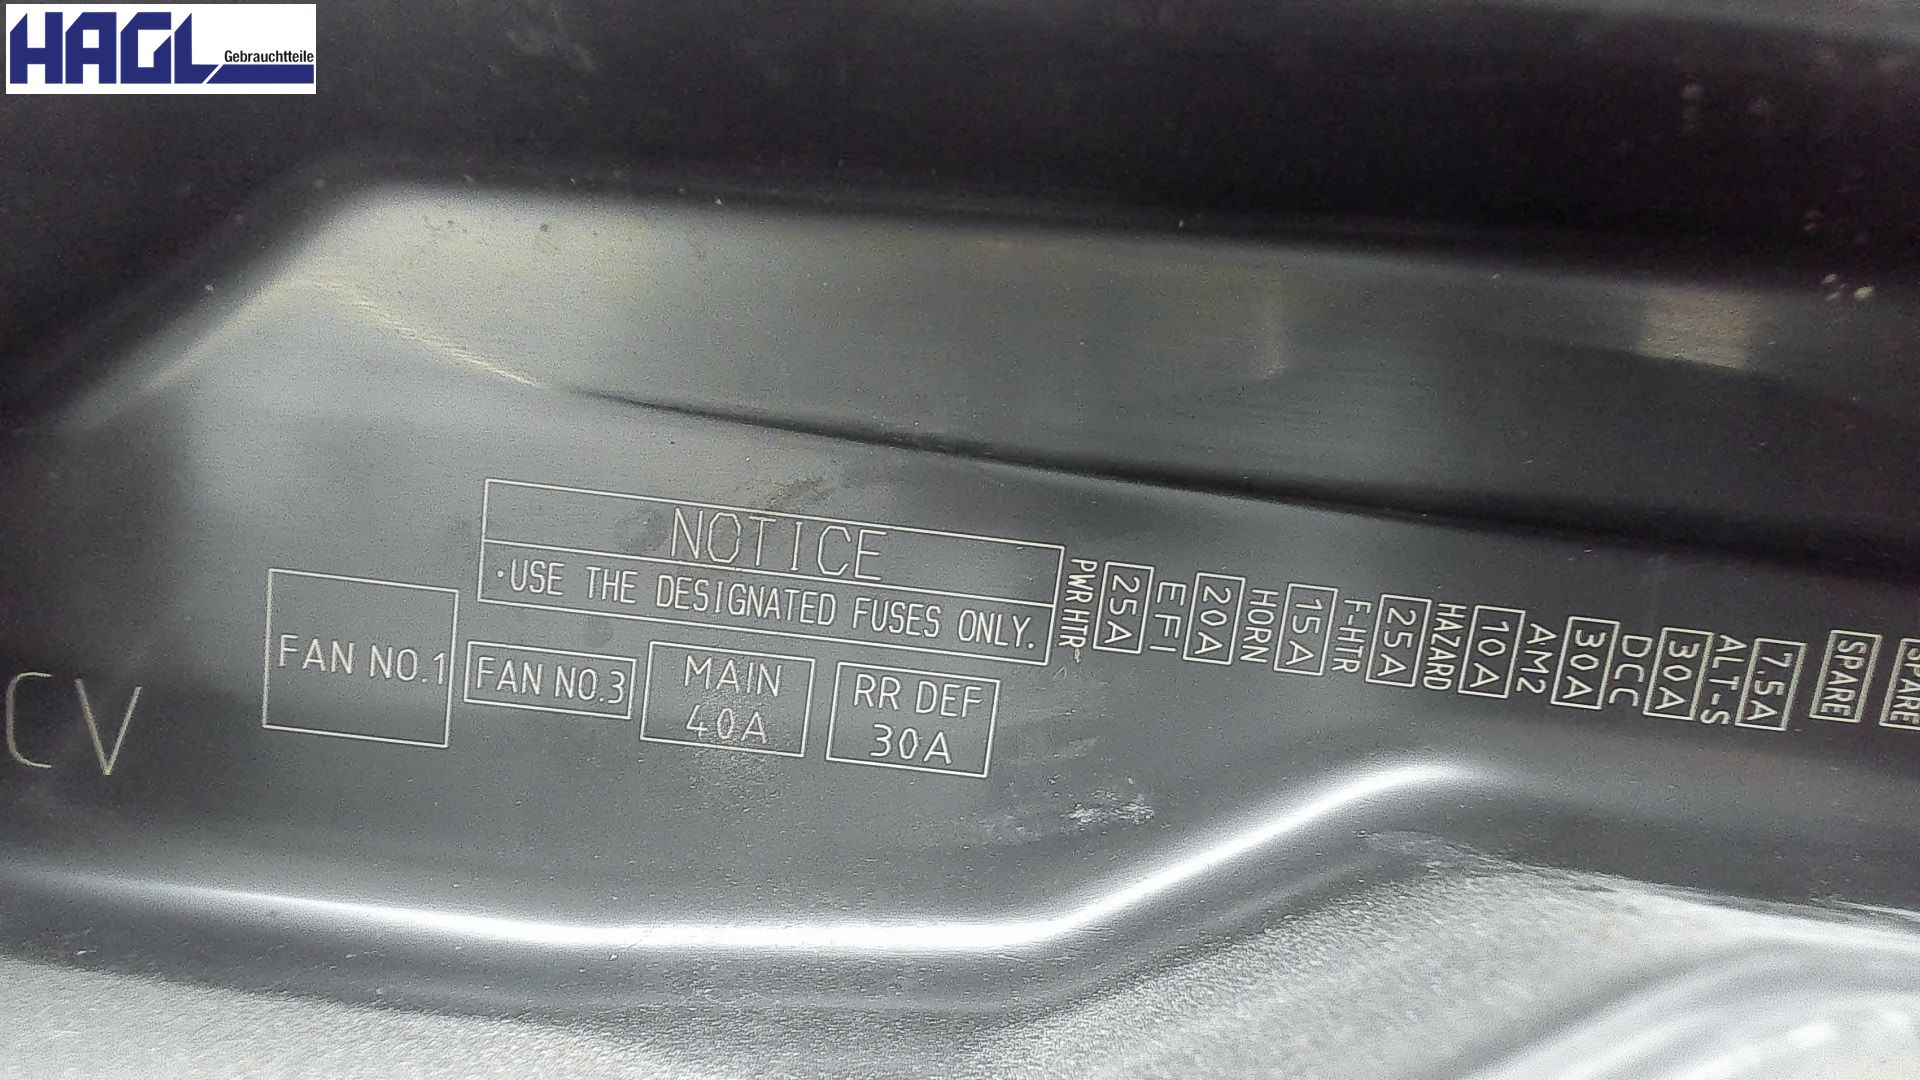 HAGL
Gebrauchtteile
NOTICE
·USE THE DESIGNATED FUSES ONLY.
CV
FAN NO.1
FAN NO.3
MAIN
40A
RR DEF
30A
PWR HTR
25A
EFI
20A
HORN
15A
F-HTR
25A
HAZARD
10A
AM2
30A
DCC
30A
ALT-S
7.5A
SPARE
SPARE